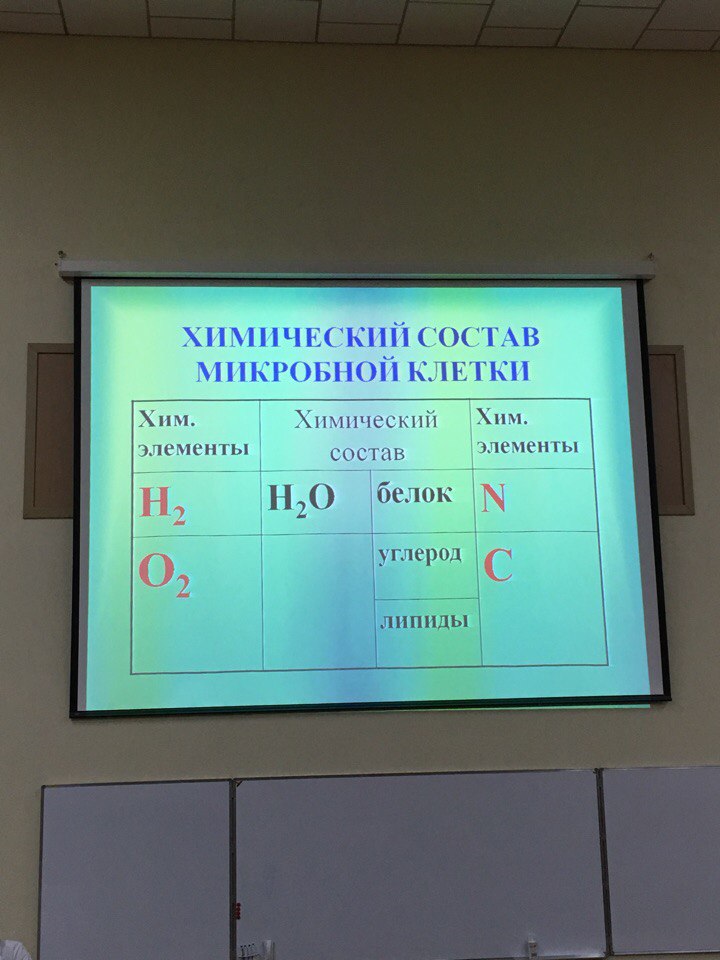 ХИМИЧЕСКИЙ СОСТАВ
МИКРОБНОЙ КЛЕТКИ
Хим.
элементы
Химический
состав
Хим.
элементы
H₂
H₂O
белок
N
O₂
углерод
C
липиды